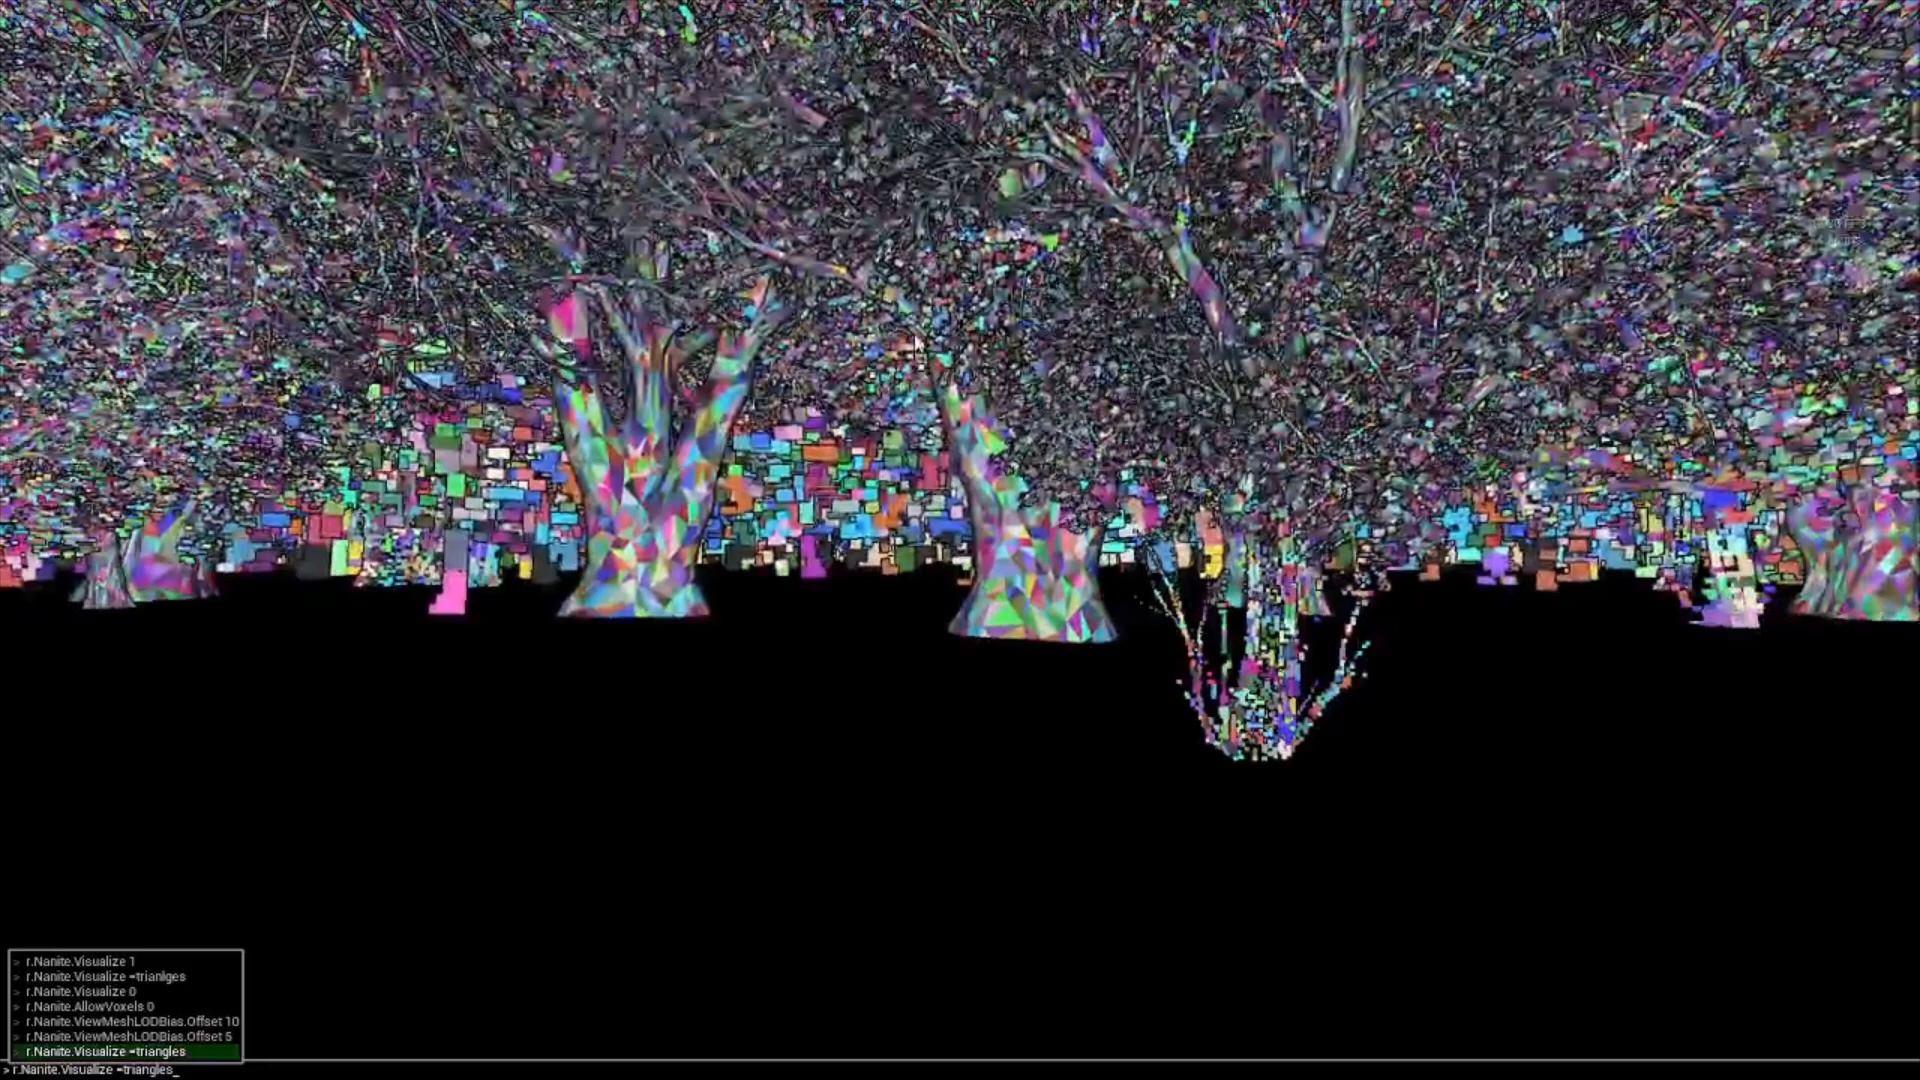 > r.Nanite.Visualize 1
> r.Nanite.Visualize =trianlges
> r.Nanite.Visualize 0
> r.Nanite.AllowVoxels 0
> r.Nanite.ViewMeshLODBias.Offset 10
> r.Nanite.ViewMeshLODBias.Offset 5
> r.Nanite.Visualize =triangles
> r.Nanite.Visualize =triangles_